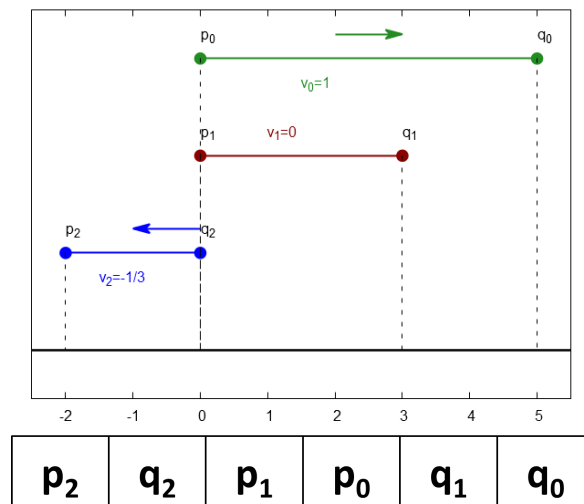 p₀ q₀
v₀=1
p₁ v₁=0 q₁
p₂ q₂
v₂=-1/3
-2 -1 0 1 2 3 4 5
p₂ q₂ p₁ p₀ q₁ q₀